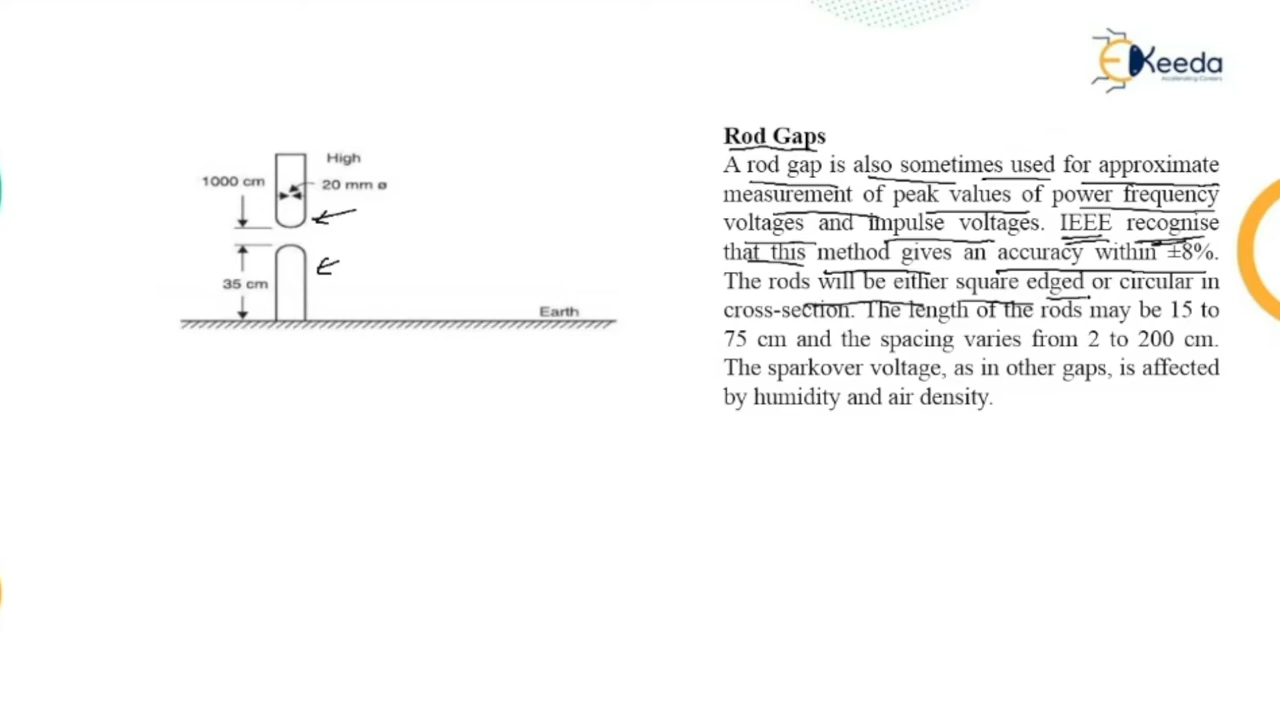 Keeda
Accelerating Careers
High
1000 cm
20 mm ø
35 cm
Earth
Rod Gaps
A rod gap is also sometimes used for approximate
measurement of peak values of power frequency
voltages and impulse voltages. IEEE recognise
that this method gives an accuracy within ±8%.
The rods will be either square edged or circular in
cross-section. The length of the rods may be 15 to
75 cm and the spacing varies from 2 to 200 cm.
The sparkover voltage, as in other gaps, is affected
by humidity and air density.